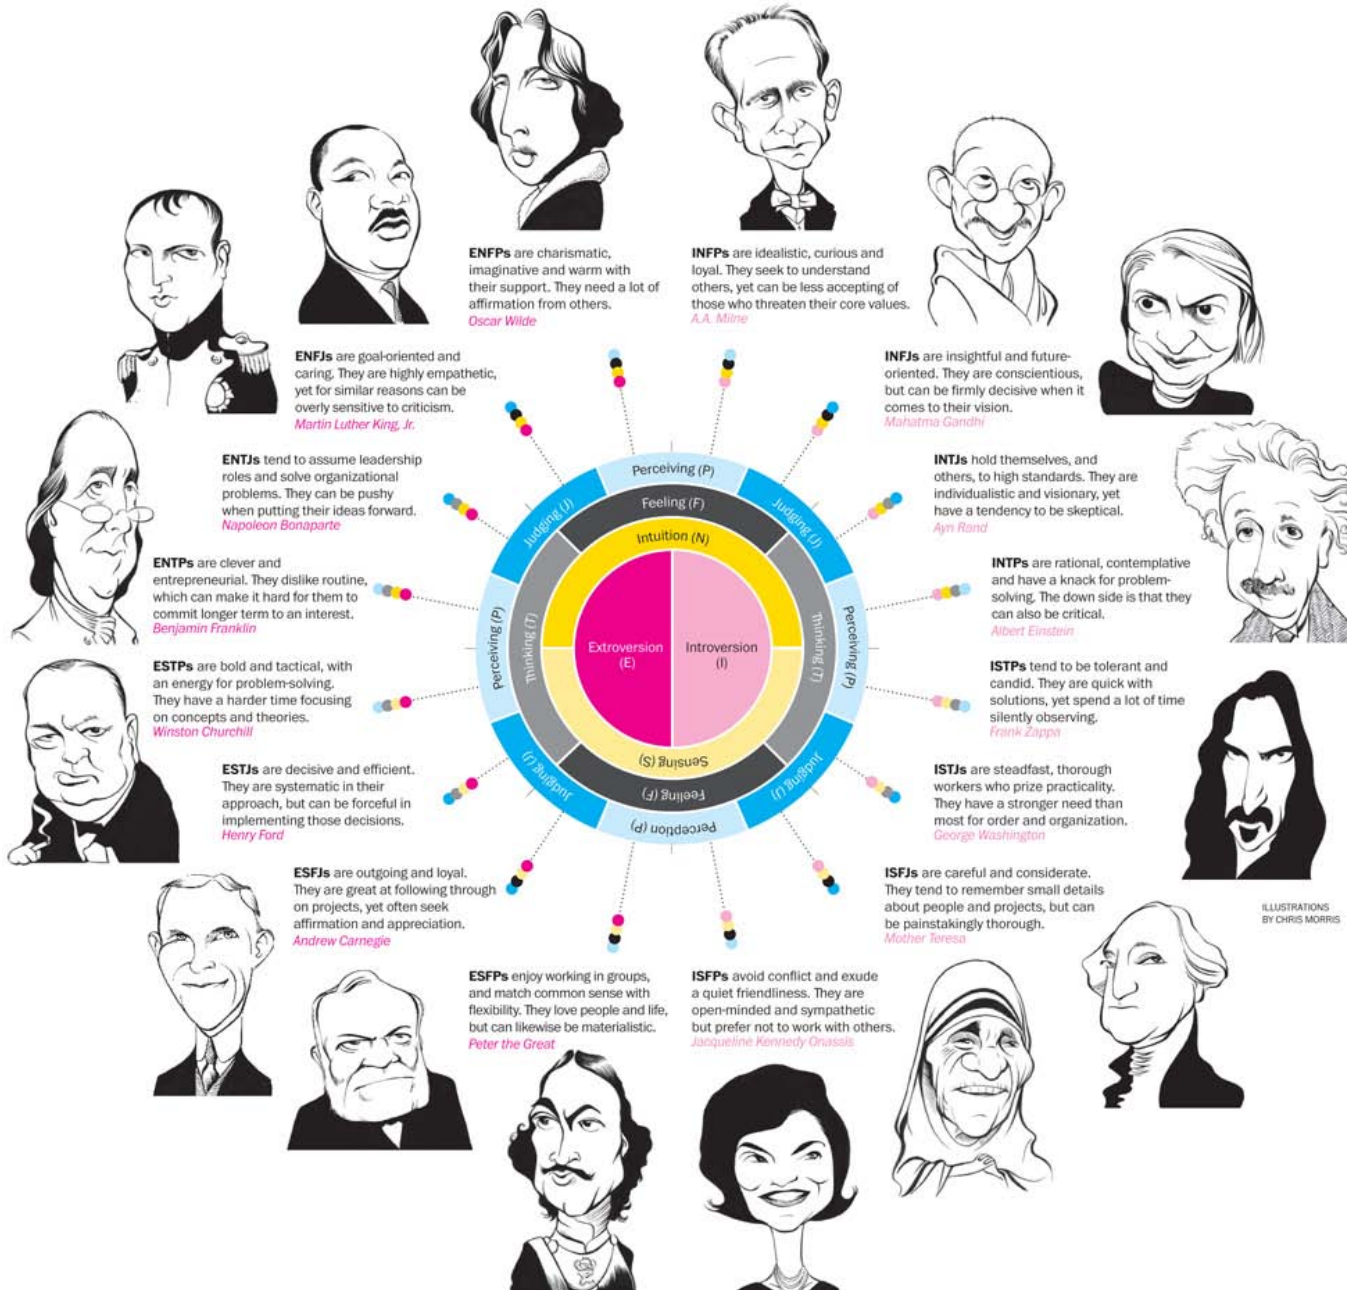 ENFPs are charismatic,
imaginative and warm with
their support. They need a lot of
affirmation from others.
Oscar Wilde
INFPs are idealistic, curious and
loyal. They seek to understand
others, yet can be less accepting of
those who threaten their core values.
A.A. Milne
ENFJs are goal-oriented and
caring. They are highly empathetic,
yet for similar reasons can be
overly sensitive to criticism.
Martin Luther King, Jr.
INFJs are insightful and future-
oriented. They are conscientious,
but can be firmly decisive when it
comes to their vision.
Mahatma Gandhi
ENTJs tend to assume leadership
roles and solve organizational
problems. They can be pushy
when putting their ideas forward.
Napoleon Bonaparte
INTJs hold themselves, and
others, to high standards. They are
individualistic and visionary, yet
have a tendency to be skeptical.
Ayn Rand
ENTPs are clever and
entrepreneurial. They dislike routine,
which can make it hard for them to
commit longer term to an interest.
Benjamin Franklin
INTPs are rational, contemplative
and have a knack for problem-
solving. The down side is that they
can also be critical.
Albert Einstein
ESTPs are bold and tactical, with
an energy for problem-solving.
They have a harder time focusing
on concepts and theories.
Winston Churchill
ISTPs tend to be tolerant and
candid. They are quick with
solutions, yet spend a lot of time
silently observing.
Frank Zappa
ESTJs are decisive and efficient.
They are systematic in their
approach, but can be forceful in
implementing those decisions.
Henry Ford
ISTJs are steadfast, thorough
workers who prize practicality.
They have a stronger need than
most for order and organization.
George Washington
ESFJs are outgoing and loyal.
They are great at following through
on projects, yet often seek
affirmation and appreciation.
Andrew Carnegie
ISFJs are careful and considerate.
They tend to remember small details
about people and projects, but can
be painstakingly thorough.
Mother Teresa
ESFPs enjoy working in groups,
and match common sense with
flexibility. They love people and life,
but can likewise be materialistic.
Peter the Great
ISFPs avoid conflict and exude
a quiet friendliness. They are
open-minded and sympathetic
but prefer not to work with others.
Jacqueline Kennedy Onassis
Perceiving (P)
Judging (J)
Feeling (F)
Judging (J)
Intuition (N)
Perceiving (P)
Thinking (T)
Extroversion
(E)
Introversion
(I)
Thinking (T)
Perceiving (P)
Sensing (S)
Judging (J)
Feeling (F)
Judging (J)
Perception (P)
ILLUSTRATIONS
BY CHRIS MORRIS